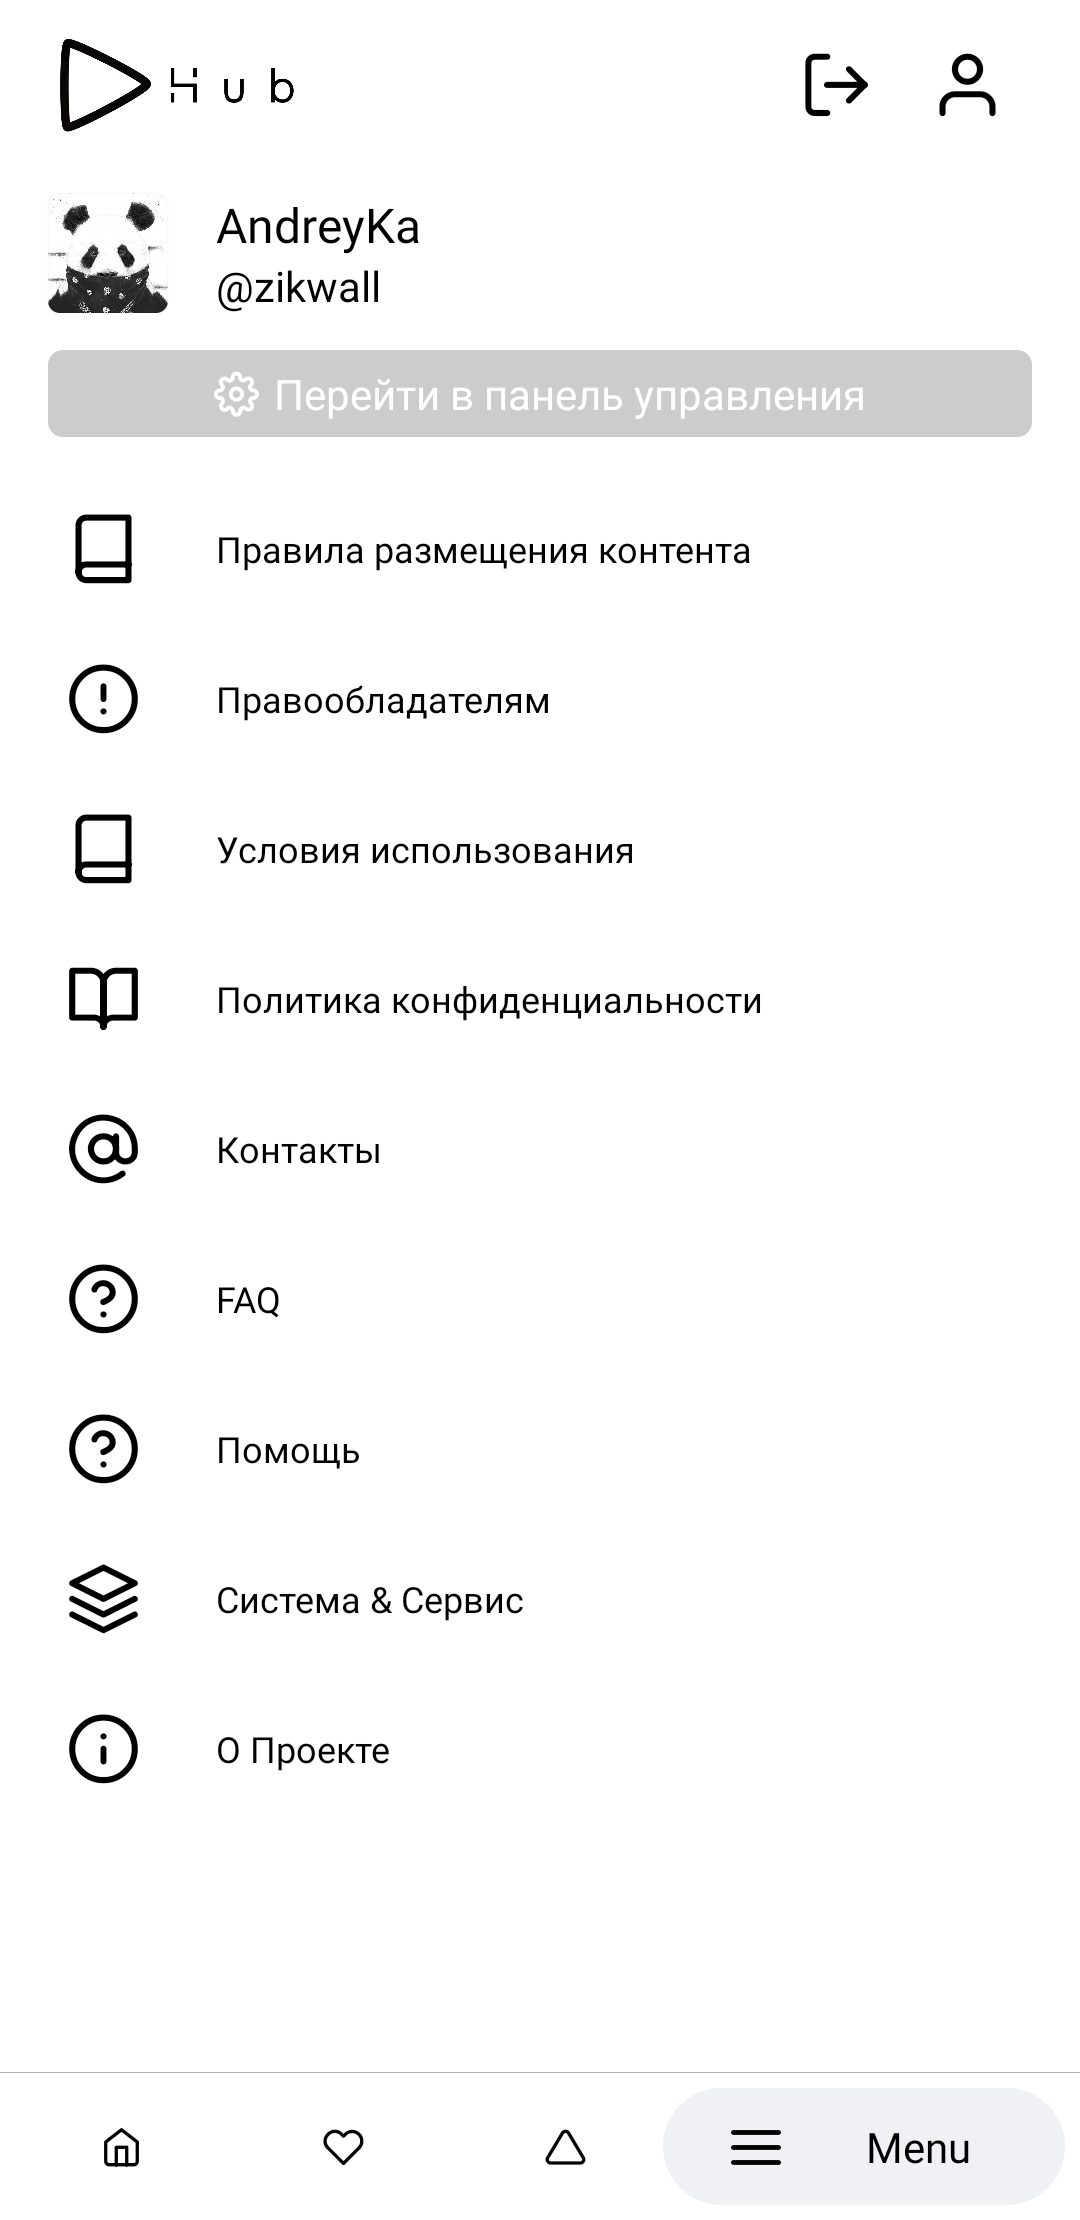 Hub
AndreyKa
@zikwall
Перейти в панель управления
Правила размещения контента
Правообладателям
Условия использования
Политика конфиденциальности
Контакты
FAQ
Помощь
Система & Сервис
О Проекте
Menu